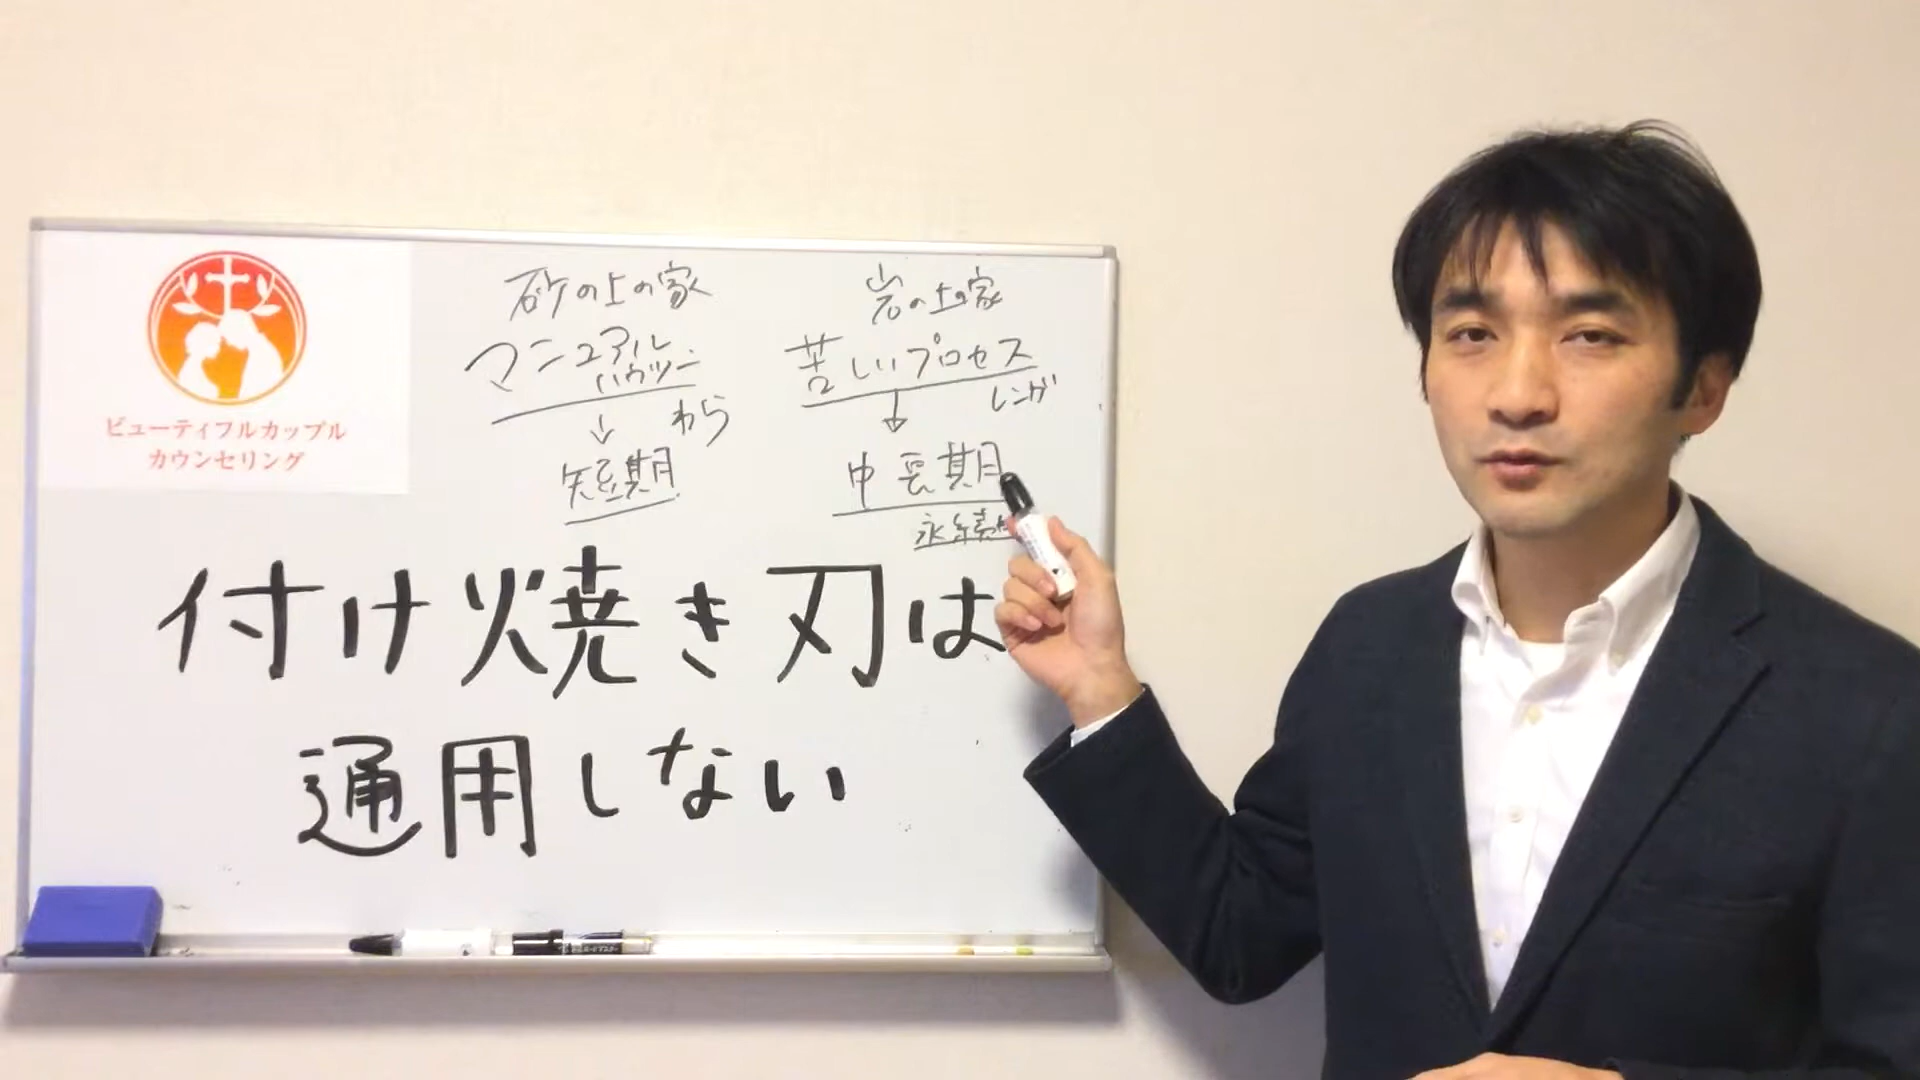 ビューティフルカップル
カウンセリング
砂の上の家
マニュアル
ハウツー
↓
わら
短期
岩の上の家
苦しいプロセス
↓
レンガ
中長期
永続
付け焼き刃は
通用しない